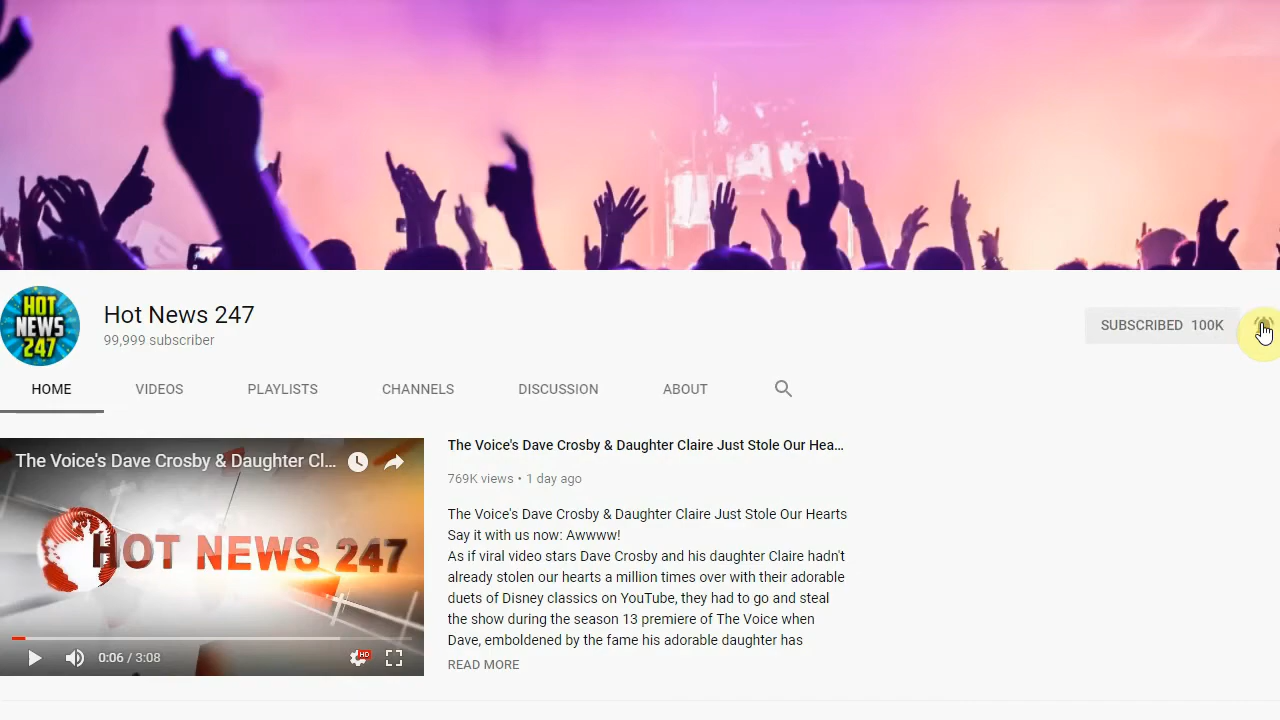 HOT
NEWS
247
Hot News 247
99,999 subscriber
SUBSCRIBED 100K
HOME
VIDEOS
PLAYLISTS
CHANNELS
DISCUSSION
ABOUT
The Voice's Dave Crosby & Daughter Cl...
HOT NEWS 247
0:06 / 3:08
HD
The Voice's Dave Crosby & Daughter Claire Just Stole Our Hea...
769K views • 1 day ago
The Voice's Dave Crosby & Daughter Claire Just Stole Our Hearts
Say it with us now: Awwww!
As if viral video stars Dave Crosby and his daughter Claire hadn't
already stolen our hearts a million times over with their adorable
duets of Disney classics on YouTube, they had to go and steal
the show during the season 13 premiere of The Voice when
Dave, emboldened by the fame his adorable daughter has
READ MORE